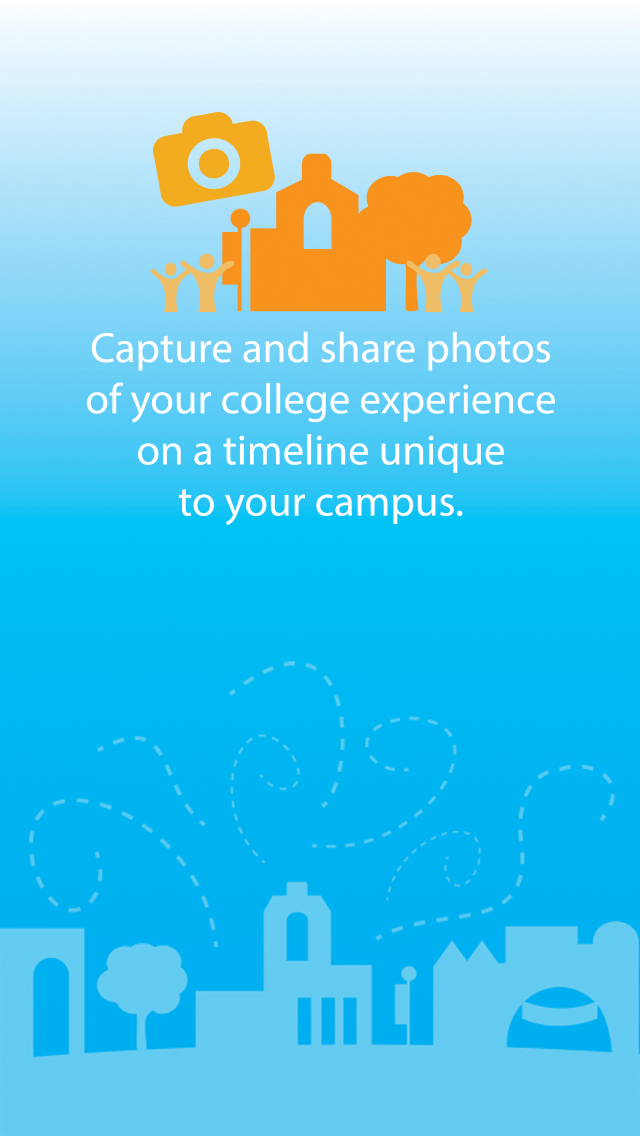 Capture and share photos
of your college experience
on a timeline unique
to your campus.